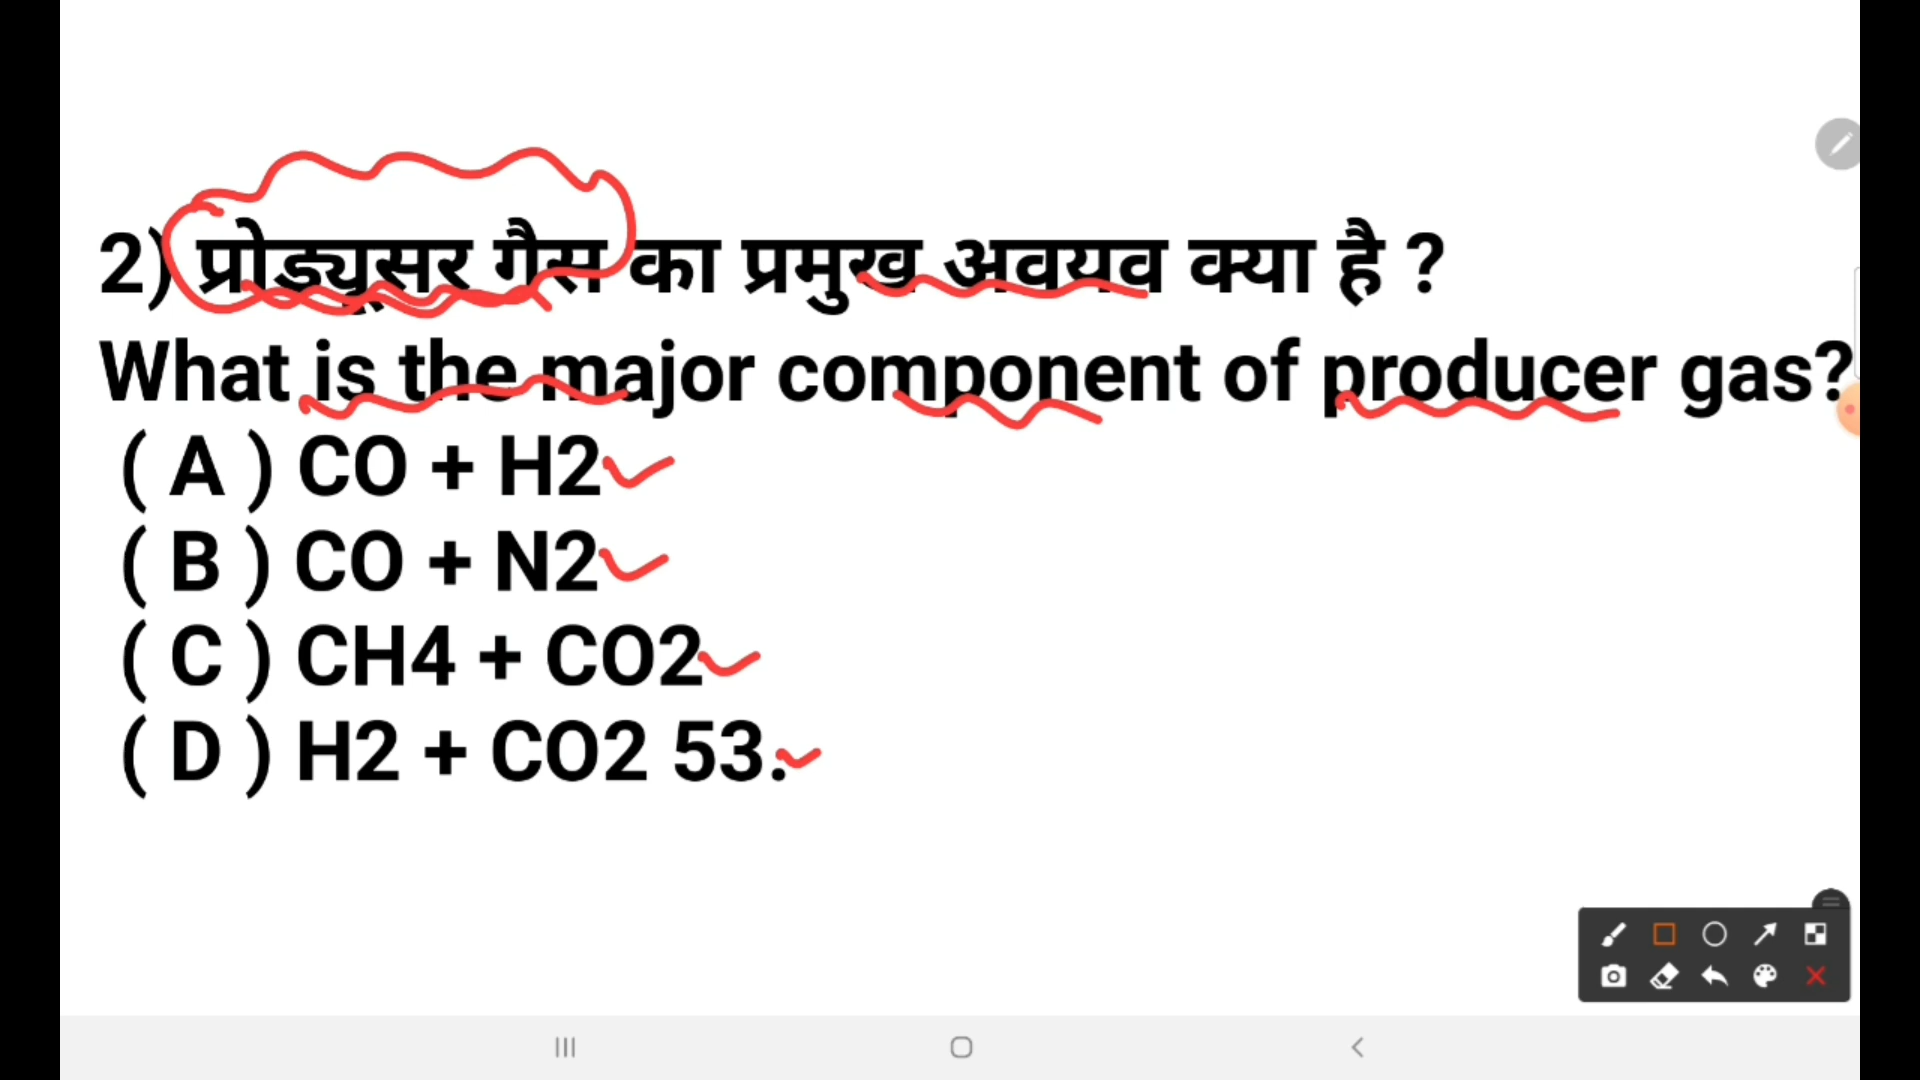 2) प्रोड्यूसर गैस का प्रमुख अवयव क्या है ?
What is the major component of producer gas?
( A ) CO + H2
( B ) CO + N2
( C ) CH4 + CO2
( D ) H2 + CO2 53.